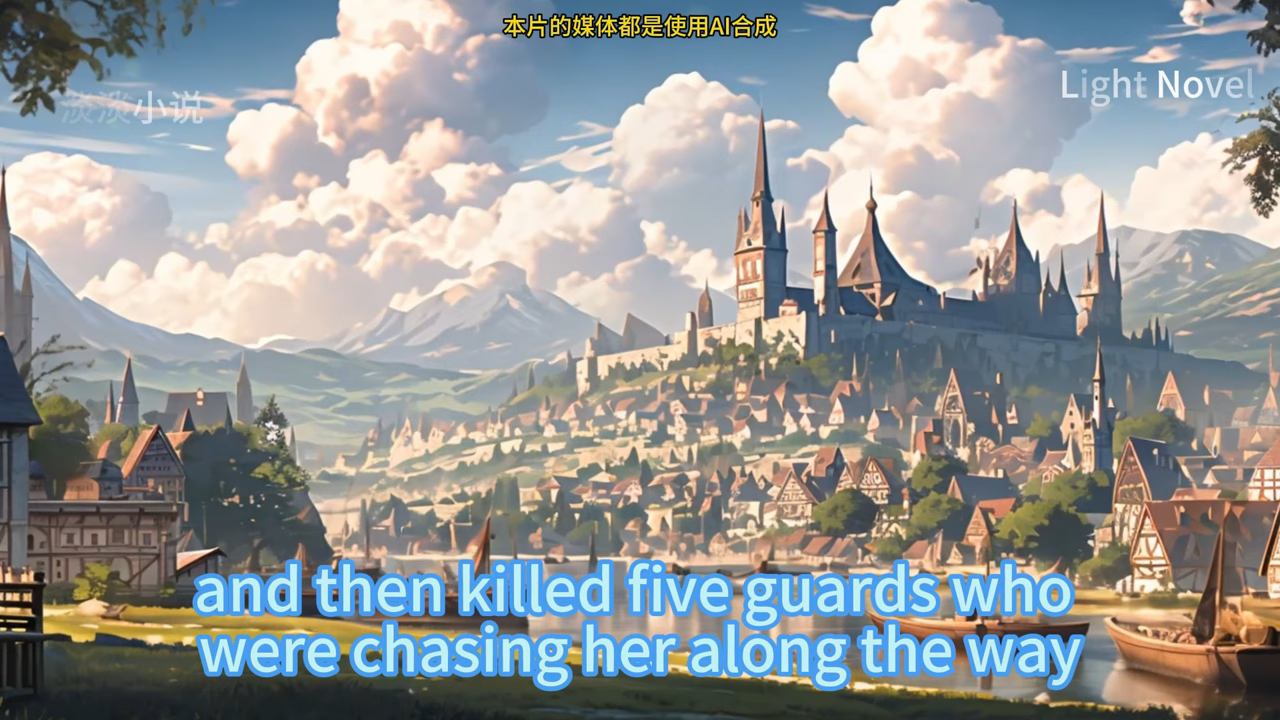 本片的媒体都是使用AI合成
淡淡小说
Light Novel
and then killed five guards who
were chasing her along the way